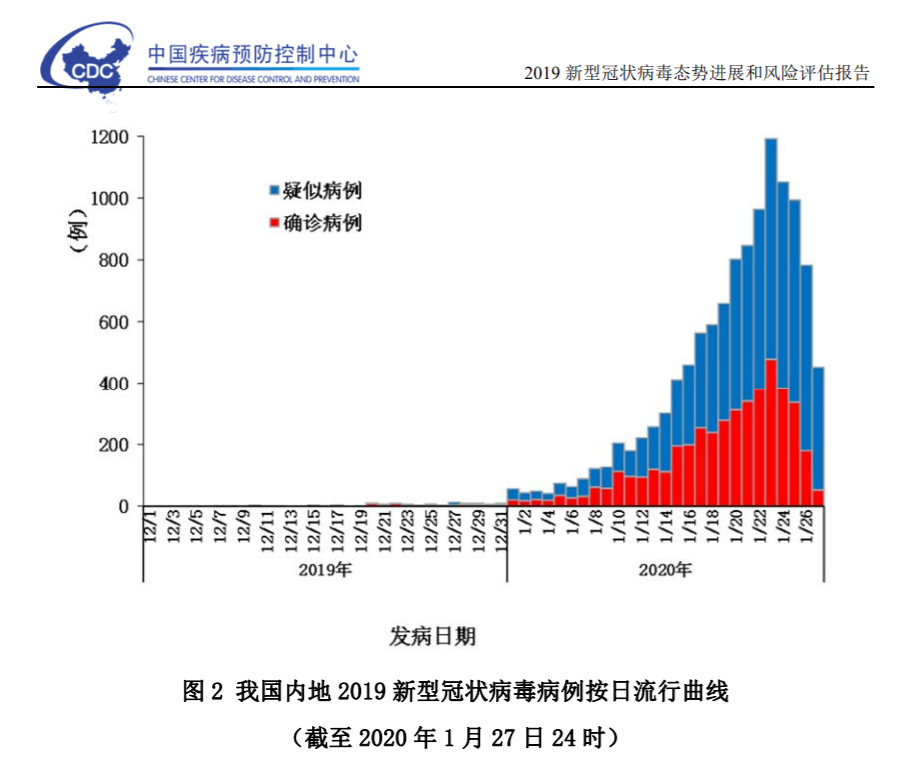 CDC
中国疾病预防控制中心
CHINESE CENTER FOR DISEASE CONTROL AND PREVENTION
2019 新型冠状病毒态势进展和风险评估报告
1200
1000
800
600
400
200
0
（例）
疑似病例
确诊病例
12/1 12/3 12/5 12/7 12/9 12/11 12/13 12/15 12/17 12/19 12/21 12/23 12/25 12/27 12/29 12/31 1/2 1/4 1/6 1/8 1/10 1/12 1/14 1/16 1/18 1/20 1/22 1/24 1/26
2019年 2020年
发病日期
图 2 我国内地 2019 新型冠状病毒病例按日流行曲线
（截至 2020 年 1 月 27 日 24 时）